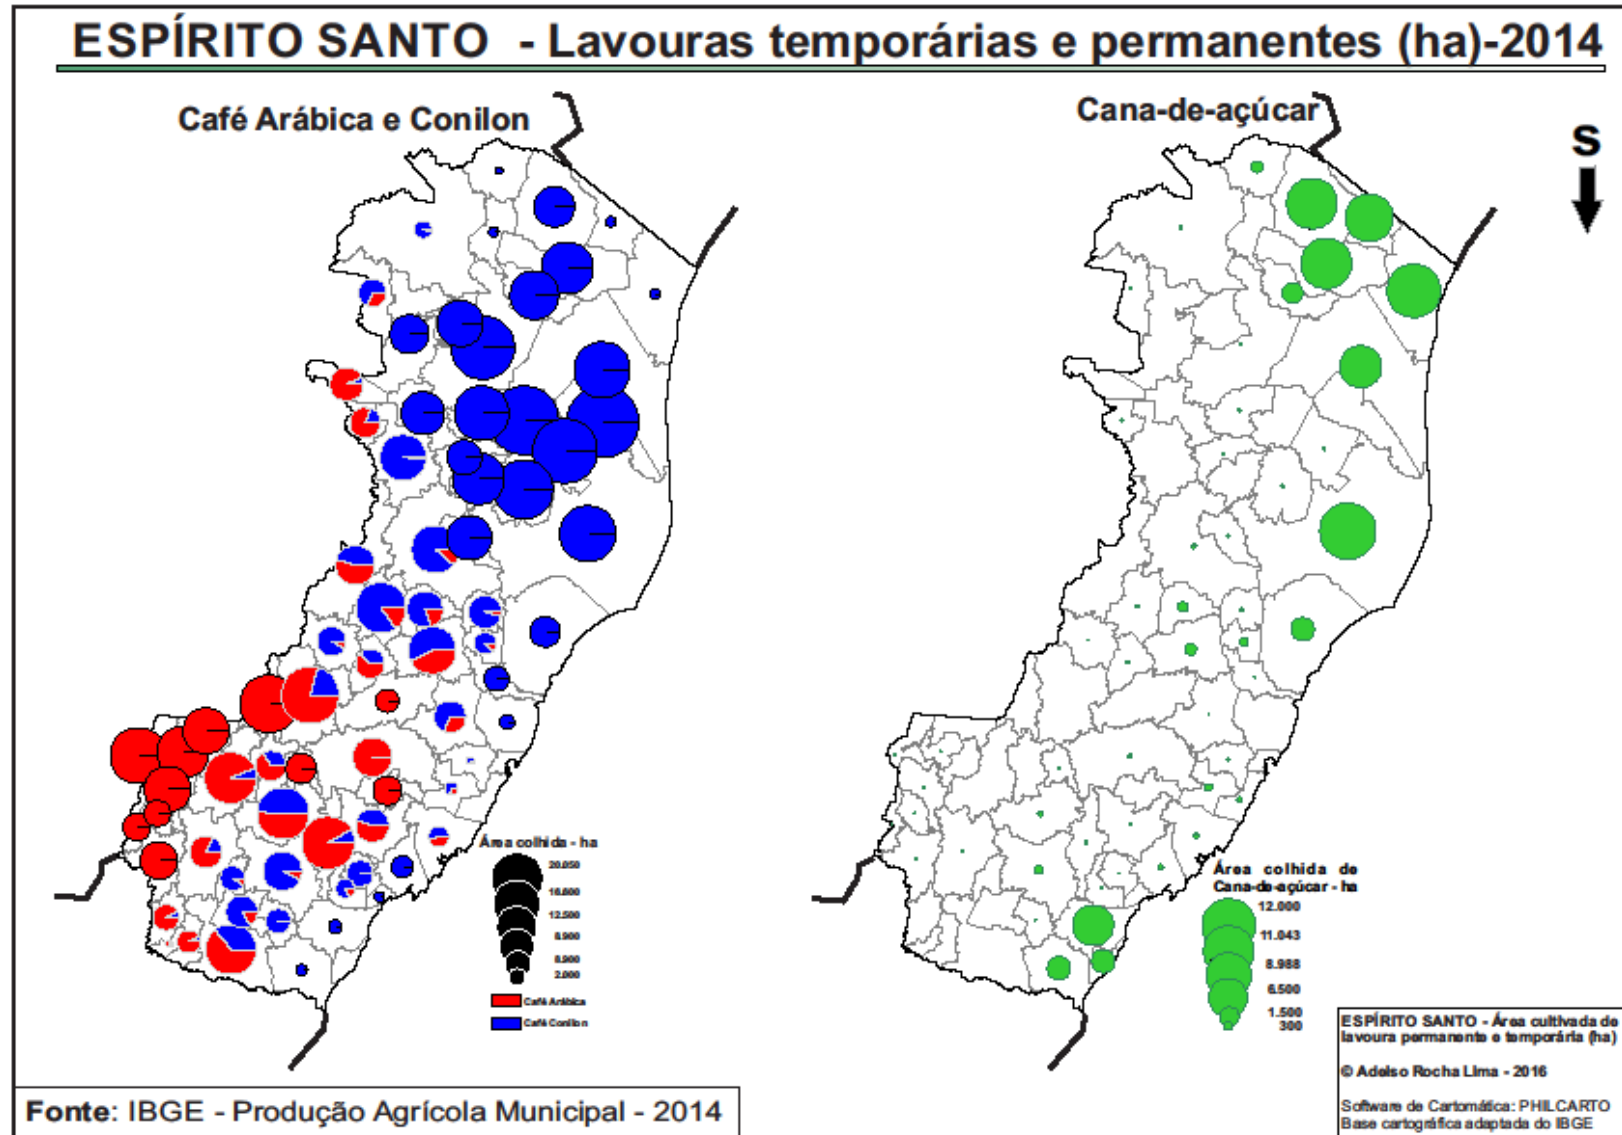 ESPÍRITO SANTO - Lavouras temporárias e permanentes (ha)-2014
Café Arábica e Conilon
Cana-de-açúcar
S
Área colhida - ha
20.050
16.600
12.500
8.900
2.000
Café Arábica
Café Conilon
Área colhida de
Cana-de-açúcar - ha
12.000
11.043
8.988
6.500
1.500
300
ESPÍRITO SANTO - Área cultivada de
lavoura permanente e temporária (ha)
© Adelso Rocha Lima - 2016
Software de Cartomática: PHILCARTO
Base cartográfica adaptada do IBGE
Fonte: IBGE - Produção Agrícola Municipal - 2014